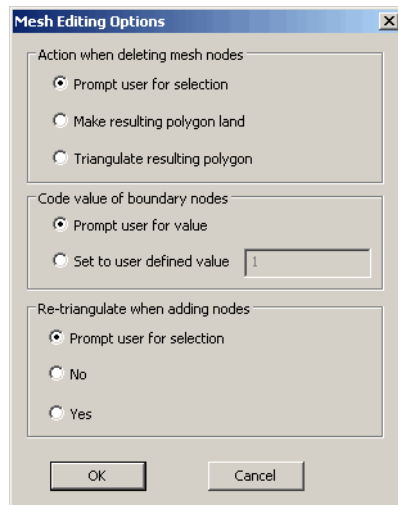 Mesh Editing Options
Action when deleting mesh nodes
Prompt user for selection
Make resulting polygon land
Triangulate resulting polygon
Code value of boundary nodes
Prompt user for value
Set to user defined value 1
Re-triangulate when adding nodes
Prompt user for selection
No
Yes
OK Cancel